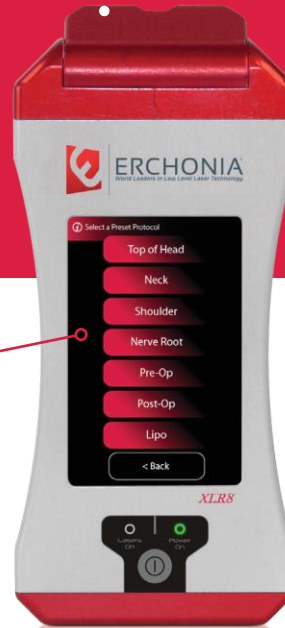 ERCHONIA
World Leaders in Low Level Laser Technology
Select a Preset Protocol
Top of Head
Neck
Shoulder
Nerve Root
Pre-Op
Post-Op
Lipo
< Back
XLR8
Lasers Power
On On